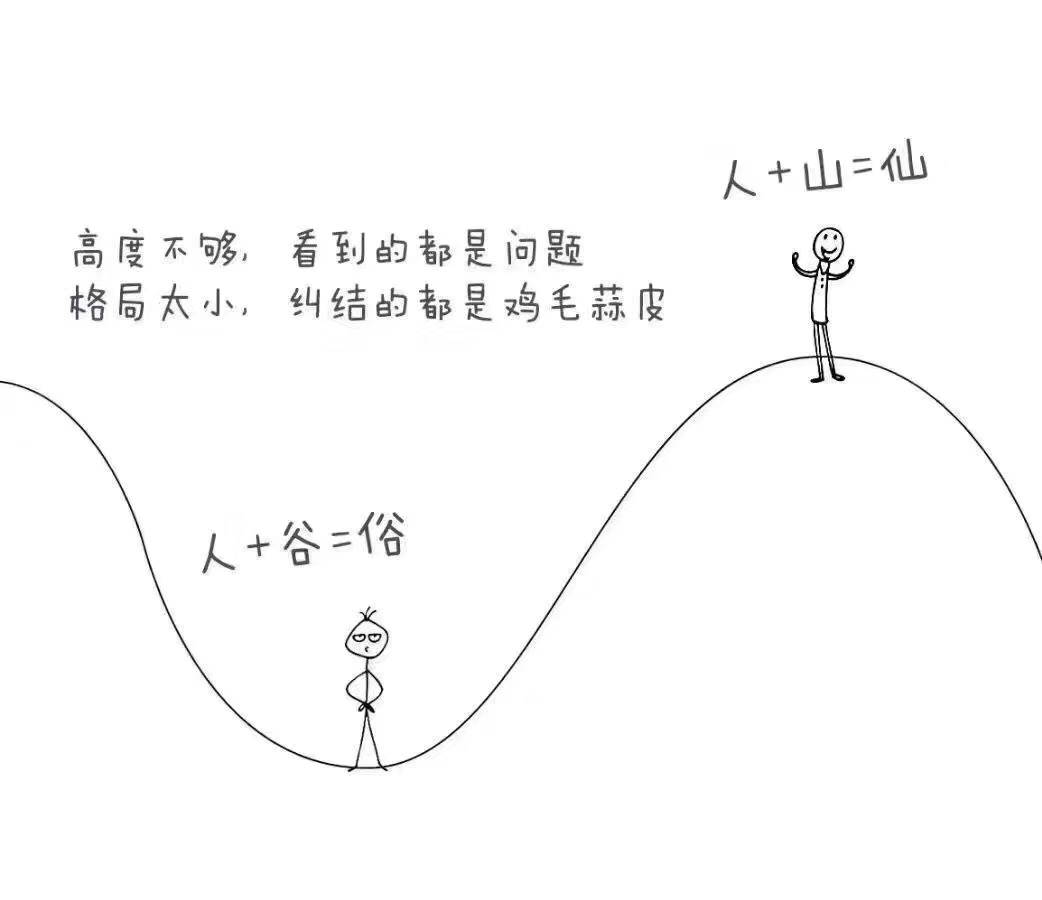 人+山=仙
高度不够, 看到的都是问题
格局太小, 纠结的都是鸡毛蒜皮
人+谷=俗